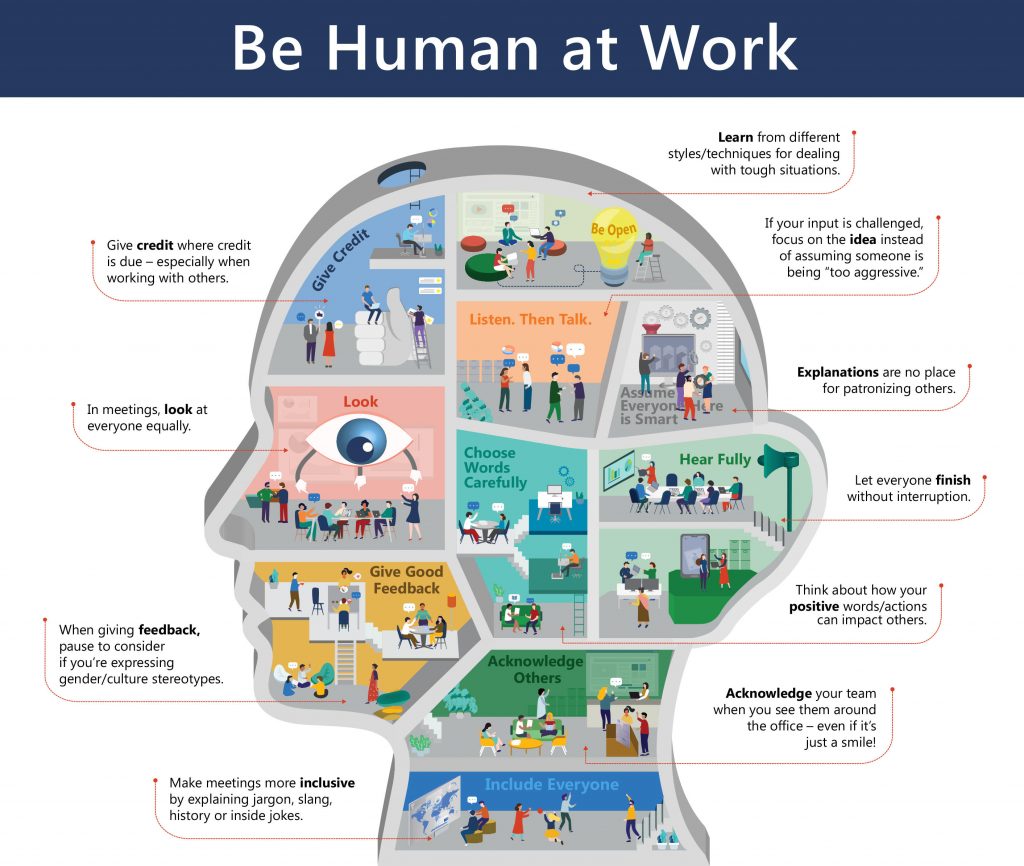 Be Human at Work
Learn from different
styles/techniques for dealing
with tough situations.
Be Open
If your input is challenged,
focus on the idea instead
of assuming someone is
being “too aggressive.”
Give credit where credit
is due – especially when
working with others.
Give Credit
Listen. Then Talk.
Assume
Everyone Here
is Smart
Explanations are no place
for patronizing others.
In meetings, look at
everyone equally.
Look
Choose
Words
Carefully
Hear Fully
Let everyone finish
without interruption.
Give Good
Feedback
Think about how your
positive words/actions
can impact others.
When giving feedback,
pause to consider
if you’re expressing
gender/culture stereotypes.
Acknowledge
Others
Acknowledge your team
when you see them around
the office – even if it’s
just a smile!
Make meetings more inclusive
by explaining jargon, slang,
history or inside jokes.
Include Everyone